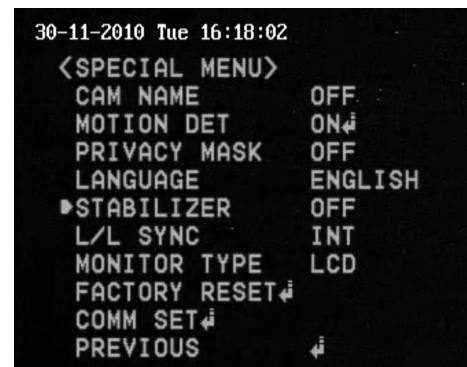 30-11-2010 Tue 16:18:02
<SPECIAL MENU>
CAM NAME OFF
MOTION DET ON↲
PRIVACY MASK OFF
LANGUAGE ENGLISH
STABILIZER OFF
L/L SYNC INT
MONITOR TYPE LCD
FACTORY RESET↲
COMM SET↲
PREVIOUS ↲